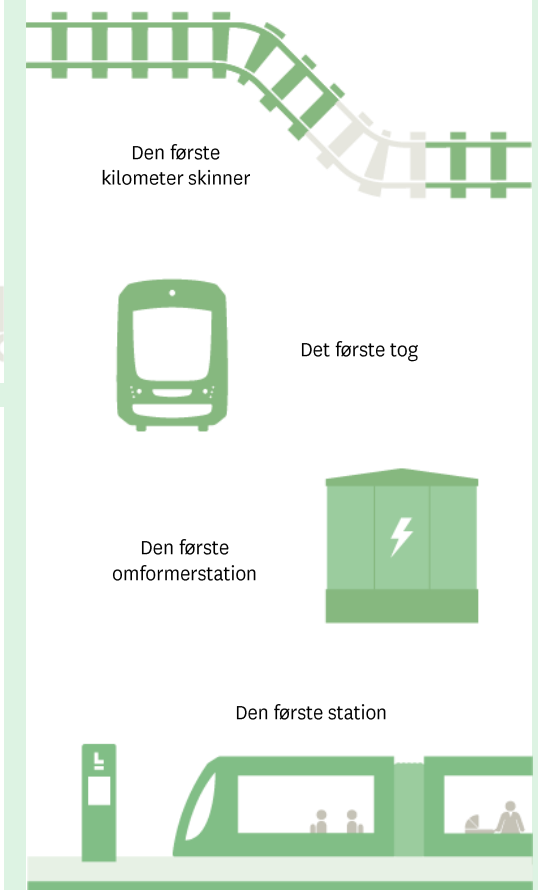 Den første
kilometer skinner
Det første tog
Den første
omformerstation
Den første station